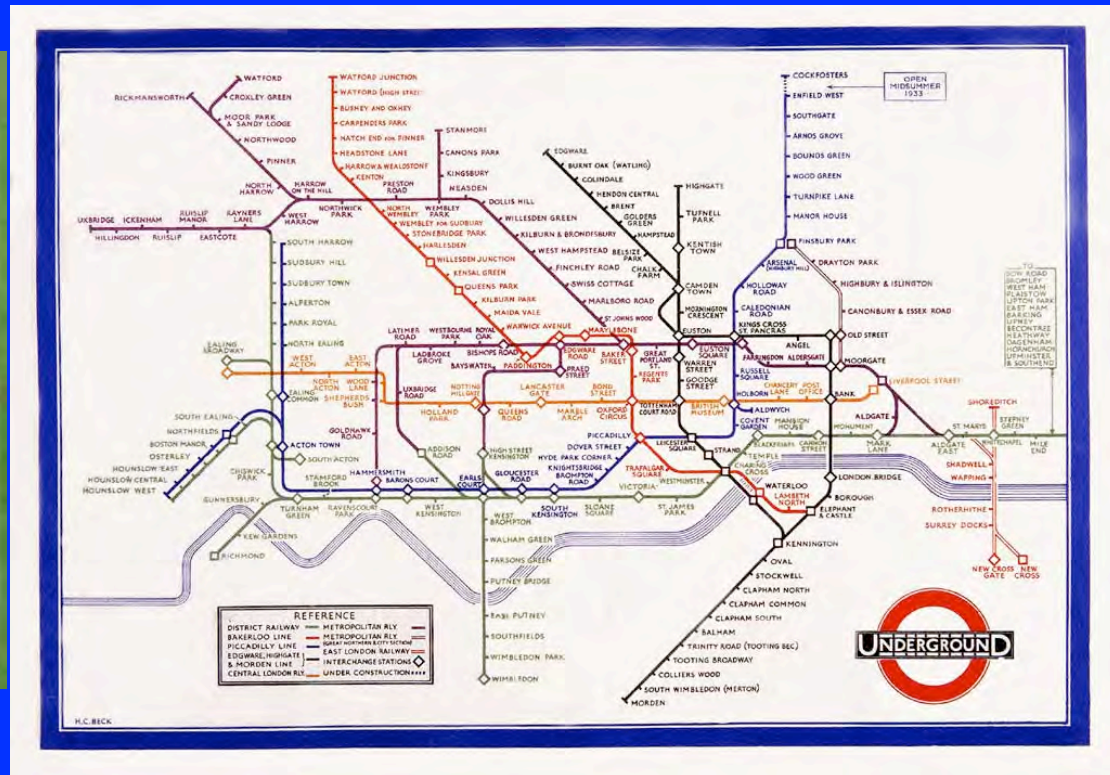 WATFORD
CROXLEY GREEN
RICKMANSWORTH
MOOR PARK
& SANDY LODGE
NORTHWOOD
PINNER
NORTH
HARROW
HARROW
ON THE HILL
NORTHWICK
PARK
PRESTON
ROAD
WEMBLEY
PARK
STANMORE
CANONS PARK
KINGSBURY
NEASDEN
DOLLIS HILL
WILLESDEN GREEN
KILBURN & BRONDESBURY
WEST HAMPSTEAD
FINCHLEY ROAD
SWISS COTTAGE
MARLBORO ROAD
ST JOHNS WOOD
UXBRIDGE
ICKENHAM
RUISLIP
MANOR
RAYNERS
LANE
WEST
HARROW
HILLINGDON
RUISLIP
EASTCOTE
WATFORD JUNCTION
WATFORD (HIGH STREET
BUSHEY AND OXHEY
CARPENDERS PARK
HATCH END FOR PINNER
HEADSTONE LANE
HARROW & WEALDSTONE
KENTON
NORTH
WEMBLEY
WEMBLEY FOR SUDBURY
STONEBRIDGE PARK
HARLESDEN
WILLESDEN JUNCTION
KENSAL GREEN
QUEENS PARK
KILBURN PARK
MAIDA VALE
WARWICK AVENUE
PADDINGTON
EDGWARE
ROAD
MARYLEBONE
BAKER
STREET
REGENTS
PARK
OXFORD
CIRCUS
PICCADILLY
TRAFALGAR
SQUARE
CHARING
CROSS
WATERLOO
LAMBETH
NORTH
ELEPHANT
& CASTLE
EDGWARE
BURNT OAK (WATLING)
COLINDALE
HENDON CENTRAL
BRENT
GOLDERS
GREEN
HAMPSTEAD
BELSIZE
PARK
CHALK
FARM
HIGHGATE
TUFNELL
PARK
KENTISH
TOWN
CAMDEN
TOWN
MORNINGTON
CRESCENT
EUSTON
WARREN
STREET
GOODGE
STREET
TOTTENHAM
COURT ROAD
LEICESTER
SQUARE
STRAND
COCKFOSTERS
ENFIELD WEST
SOUTHGATE
ARNOS GROVE
BOUNDS GREEN
WOOD GREEN
TURNPIKE LANE
MANOR HOUSE
OPEN
MIDSUMMER
1933
FINSBURY PARK
ARSENAL
(HIGHBURY HILL)
HOLLOWAY
ROAD
CALEDONIAN
ROAD
KINGS CROSS
ST. PANCRAS
RUSSELL
SQUARE
HOLBORN
ALDWYCH
COVENT
GARDEN
DRAYTON PARK
HIGHBURY & ISLINGTON
CANONBURY & ESSEX ROAD
OLD STREET
ANGEL
MOORGATE
BANK
LONDON BRIDGE
BOROUGH
TO
BOW ROAD
BROMLEY
WEST HAM
PLAISTOW
UPTON PARK
EAST HAM
BARKING
UPNEY
BECONTREE
HEATHWAY
DAGENHAM
HORNCHURCH
UPMINSTER
& SOUTHEND
SOUTH HARROW
SUDBURY HILL
SUDBURY TOWN
ALPERTON
PARK ROYAL
NORTH EALING
EALING
COMMON
EALING
BROADWAY
WEST
ACTON
EAST
ACTON
NORTH
ACTON
WOOD
LANE
SHEPHERDS
BUSH
HOLLAND
PARK
NOTTING
HILL GATE
QUEENS
ROAD
LANCASTER
GATE
MARBLE
ARCH
BOND
STREET
BRITISH
MUSEUM
CHANCERY
LANE
POST
OFFICE
LIVERPOOL STREET
LATIMER
ROAD
WESTBOURNE
PARK
ROYAL
OAK
LADBROKE
GROVE
BISHOPS ROAD
BAYSWATER
PRAED
STREET
UXBRIDGE
ROAD
GOLDHAWK
ROAD
ADDISON
ROAD
HIGH STREET
KENSINGTON
GREAT
PORTLAND
ST.
EUSTON
SQUARE
FARRINGDON
ALDERSGATE
ALDGATE
SOUTH EALING
NORTHFIELDS
BOSTON MANOR
OSTERLEY
HOUNSLOW EAST
HOUNSLOW CENTRAL
HOUNSLOW WEST
ACTON TOWN
SOUTH ACTON
CHISWICK
PARK
HAMMERSMITH
STAMFORD
BROOK
BARONS COURT
EARLS
COURT
GLOUCESTER
ROAD
DOVER STREET
HYDE PARK CORNER
KNIGHTSBRIDGE
BROMPTON
ROAD
GUNNERSBURY
KEW GARDENS
RICHMOND
TURNHAM
GREEN
RAVENSCOURT
PARK
WEST
KENSINGTON
SOUTH
KENSINGTON
SLOANE
SQUARE
VICTORIA
ST. JAMES
PARK
WESTMINSTER
TEMPLE
BLACKFRIARS
MANSION
HOUSE
CANNON
STREET
MONUMENT
MARK
LANE
ALDGATE
EAST
ST. MARYS
WHITECHAPEL
STEPNEY
GREEN
MILE
END
SHOREDITCH
SHADWELL
WAPPING
ROTHERHITHE
SURREY DOCKS
NEW CROSS
GATE
NEW
CROSS
WEST
BROMPTON
WALHAM GREEN
PARSONS GREEN
PUTNEY BRIDGE
EAST PUTNEY
SOUTHFIELDS
WIMBLEDON PARK
WIMBLEDON
KENNINGTON
OVAL
STOCKWELL
CLAPHAM NORTH
CLAPHAM COMMON
CLAPHAM SOUTH
BALHAM
TRINITY ROAD (TOOTING BEC)
TOOTING BROADWAY
COLLIERS WOOD
SOUTH WIMBLEDON (MERTON)
MORDEN
REFERENCE
DISTRICT RAILWAY
BAKERLOO LINE
PICCADILLY LINE
EDGWARE, HIGHGATE
& MORDEN LINE
CENTRAL LONDON RLY.
METROPOLITAN RLY.
METROPOLITAN RLY.
(GREAT NORTHERN & CITY SECTION)
EAST LONDON RAILWAY
INTERCHANGE STATIONS
UNDER CONSTRUCTION
UNDERGROUND
H.C. BECK